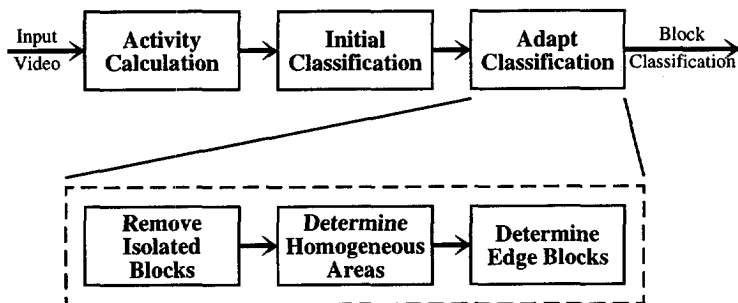 Input
Video
Activity
Calculation
Initial
Classification
Adapt
Classification
Block
Classification
Remove
Isolated
Blocks
Determine
Homogeneous
Areas
Determine
Edge Blocks